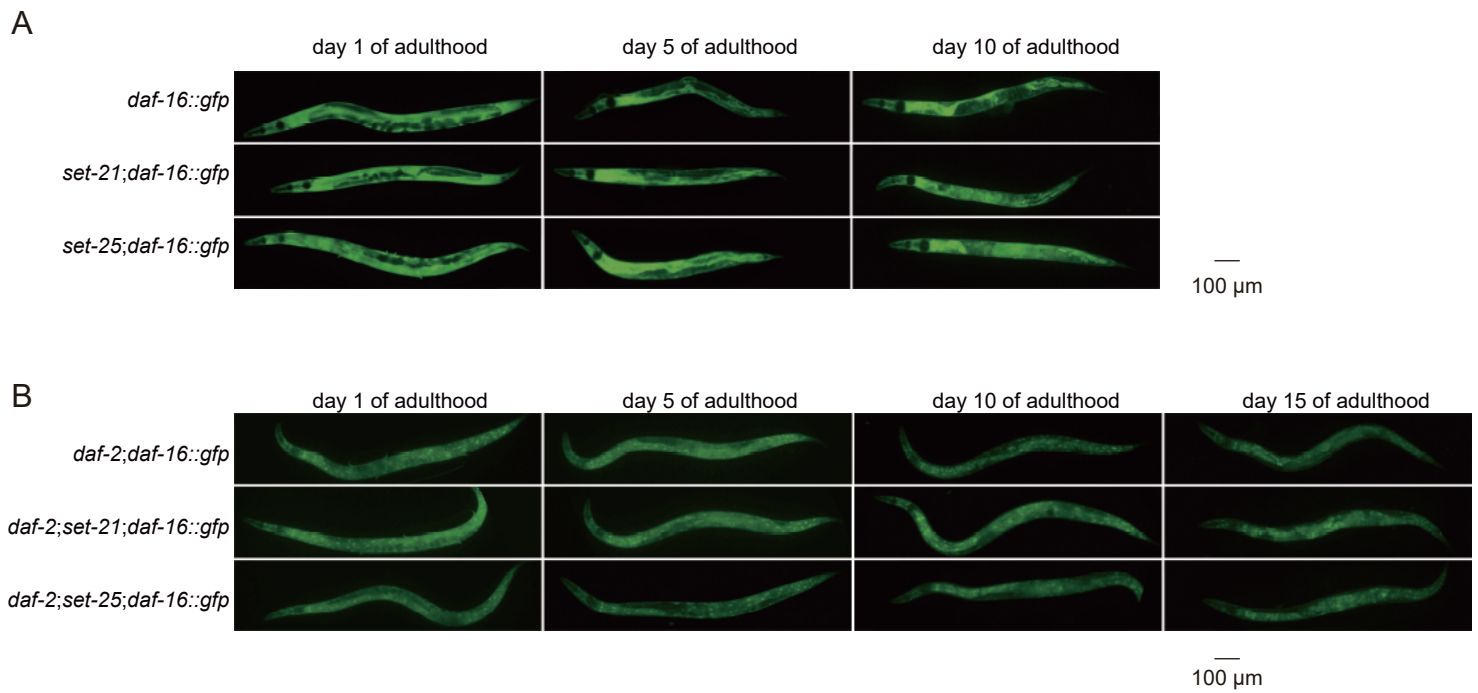 A
day 1 of adulthood day 5 of adulthood day 10 of adulthood
daf-16::gfp
set-21;daf-16::gfp
set-25;daf-16::gfp
100 μm
B
day 1 of adulthood day 5 of adulthood day 10 of adulthood day 15 of adulthood
daf-2;daf-16::gfp
daf-2;set-21;daf-16::gfp
daf-2;set-25;daf-16::gfp
100 μm